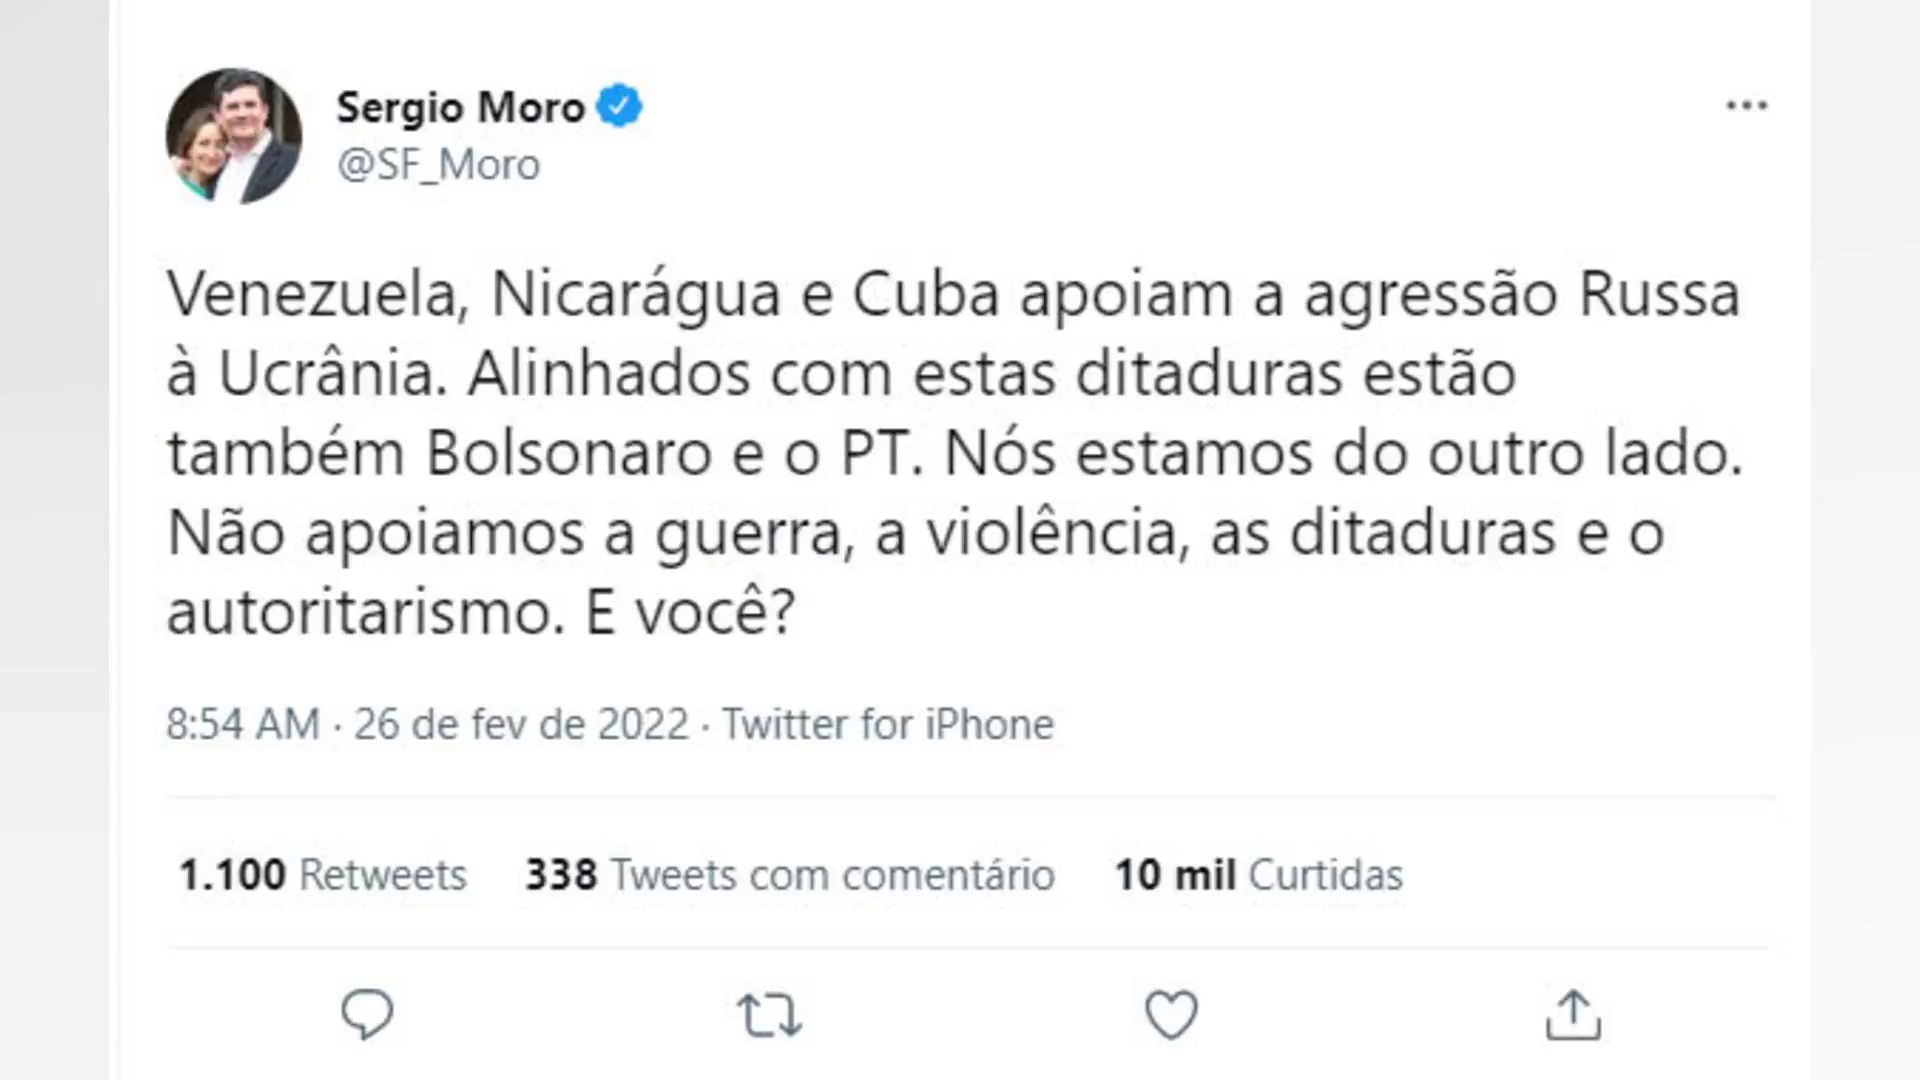 Sergio Moro
@SF_Moro
Venezuela, Nicarágua e Cuba apoiam a agressão Russa
à Ucrânia. Alinhados com estas ditaduras estão
também Bolsonaro e o PT. Nós estamos do outro lado.
Não apoiamos a guerra, a violência, as ditaduras e o
autoritarismo. E você?
8:54 AM · 26 de fev de 2022 · Twitter for iPhone
1.100 Retweets 338 Tweets com comentário 10 mil Curtidas